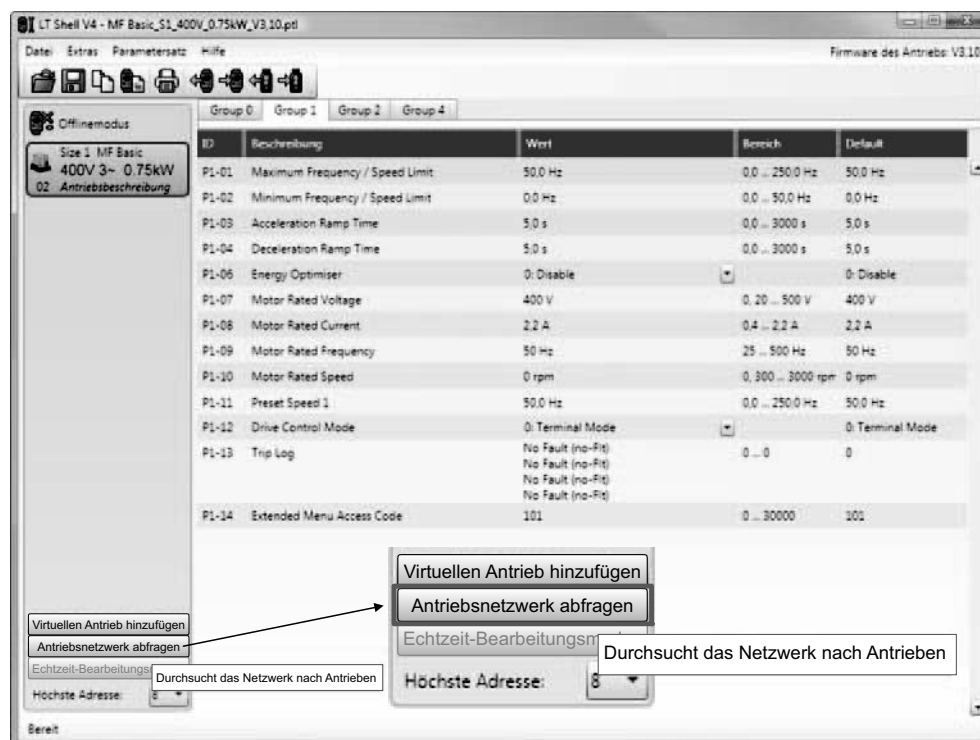 LT Shell V4 - MF Basic_S1_400V_0.75kW_V3.10.ptl
Datei Extras Parametersatz Hilfe Firmware des Antriebs: V3.10
Group 0 Group 1 Group 2 Group 4
Offlinemodus
Size 1 MF Basic
400V 3~ 0.75kW
02 Antriebsbeschreibung
ID Beschreibung Wert Bereich Default
P1-01 Maximum Frequency / Speed Limit 50,0 Hz 0,0 ... 250,0 Hz 50,0 Hz
P1-02 Minimum Frequency / Speed Limit 0,0 Hz 0,0 ... 50,0 Hz 0,0 Hz
P1-03 Acceleration Ramp Time 5,0 s 0,0 ... 3000 s 5,0 s
P1-04 Deceleration Ramp Time 5,0 s 0,0 ... 3000 s 5,0 s
P1-06 Energy Optimiser 0: Disable 0: Disable
P1-07 Motor Rated Voltage 400 V 0, 20 ... 500 V 400 V
P1-08 Motor Rated Current 2,2 A 0,4 ... 2,2 A 2,2 A
P1-09 Motor Rated Frequency 50 Hz 25 ... 500 Hz 50 Hz
P1-10 Motor Rated Speed 0 rpm 0, 300 ... 3000 rpm 0 rpm
P1-11 Preset Speed 1 50,0 Hz 0,0 ... 250,0 Hz 50,0 Hz
P1-12 Drive Control Mode 0: Terminal Mode 0: Terminal Mode
P1-13 Trip Log No Fault (no-Flt) 0 ... 0 0
No Fault (no-Flt)
No Fault (no-Flt)
No Fault (no-Flt)
P1-14 Extended Menu Access Code 101 0 ... 30000 101
Virtuellen Antrieb hinzufügen
Antriebsnetzwerk abfragen
Echtzeit-Bearbeitungsm
Durchsucht das Netzwerk nach Antrieben
Höchste Adresse: 8
Virtuellen Antrieb hinzufügen
Antriebsnetzwerk abfragen
Echtzeit-Bearbeitungs
Durchsucht das Netzwerk nach Antrieben
Höchste Adresse: 8
Bereit